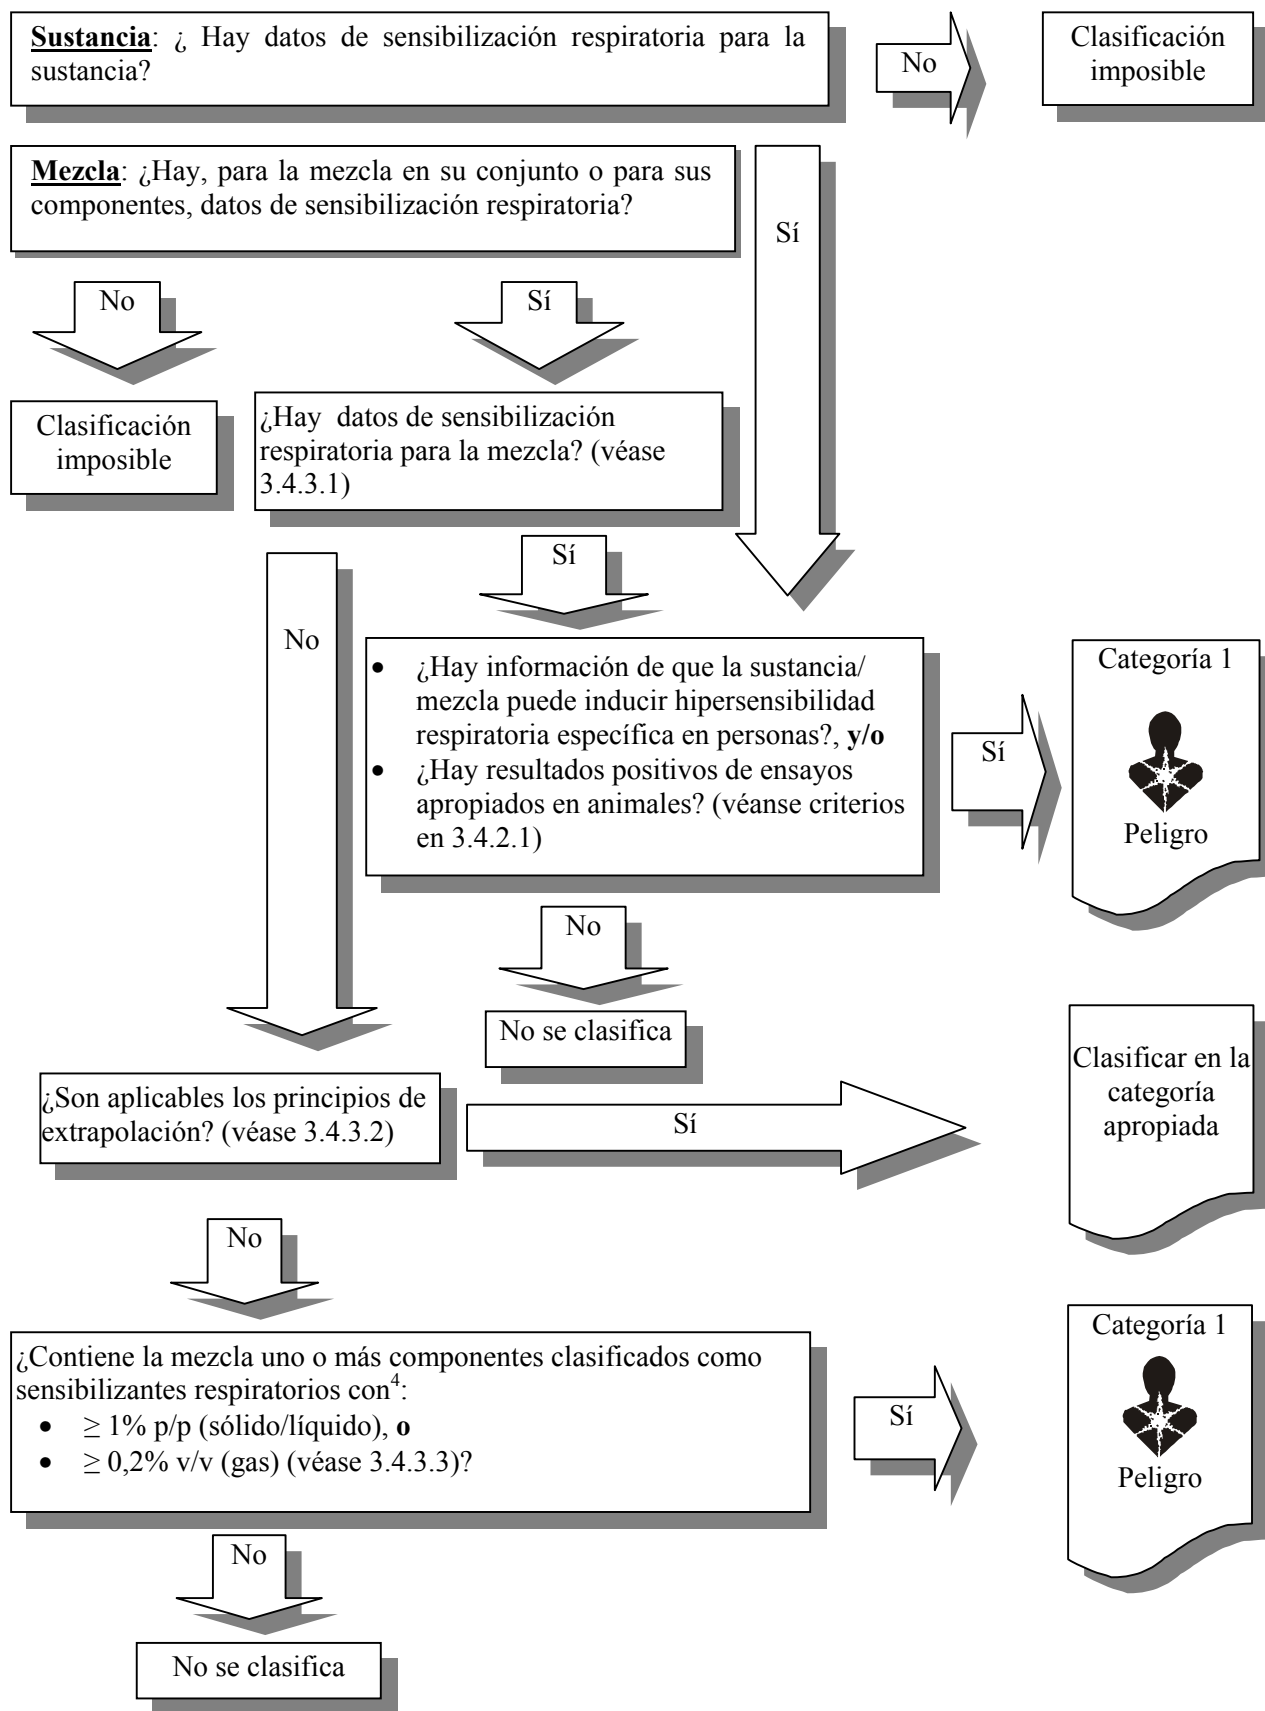 Sustancia: ¿ Hay datos de sensibilización respiratoria para la
sustancia?
No
Clasificación
imposible
Mezcla: ¿Hay, para la mezcla en su conjunto o para sus
componentes, datos de sensibilización respiratoria?
Sí
No
Sí
Clasificación
imposible
¿Hay datos de sensibilización
respiratoria para la mezcla? (véase
3.4.3.1)
Sí
No
• ¿Hay información de que la sustancia/
mezcla puede inducir hipersensibilidad
respiratoria específica en personas?, y/o
• ¿Hay resultados positivos de ensayos
apropiados en animales? (véanse criterios
en 3.4.2.1)
Sí
Categoría 1
Peligro
No
No se clasifica
¿Son aplicables los principios de
extrapolación? (véase 3.4.3.2)
Sí
Clasificar en la
categoría
apropiada
No
¿Contiene la mezcla uno o más componentes clasificados como
sensibilizantes respiratorios con4:
• ≥ 1% p/p (sólido/líquido), o
• ≥ 0,2% v/v (gas) (véase 3.4.3.3)?
Sí
Categoría 1
Peligro
No
No se clasifica